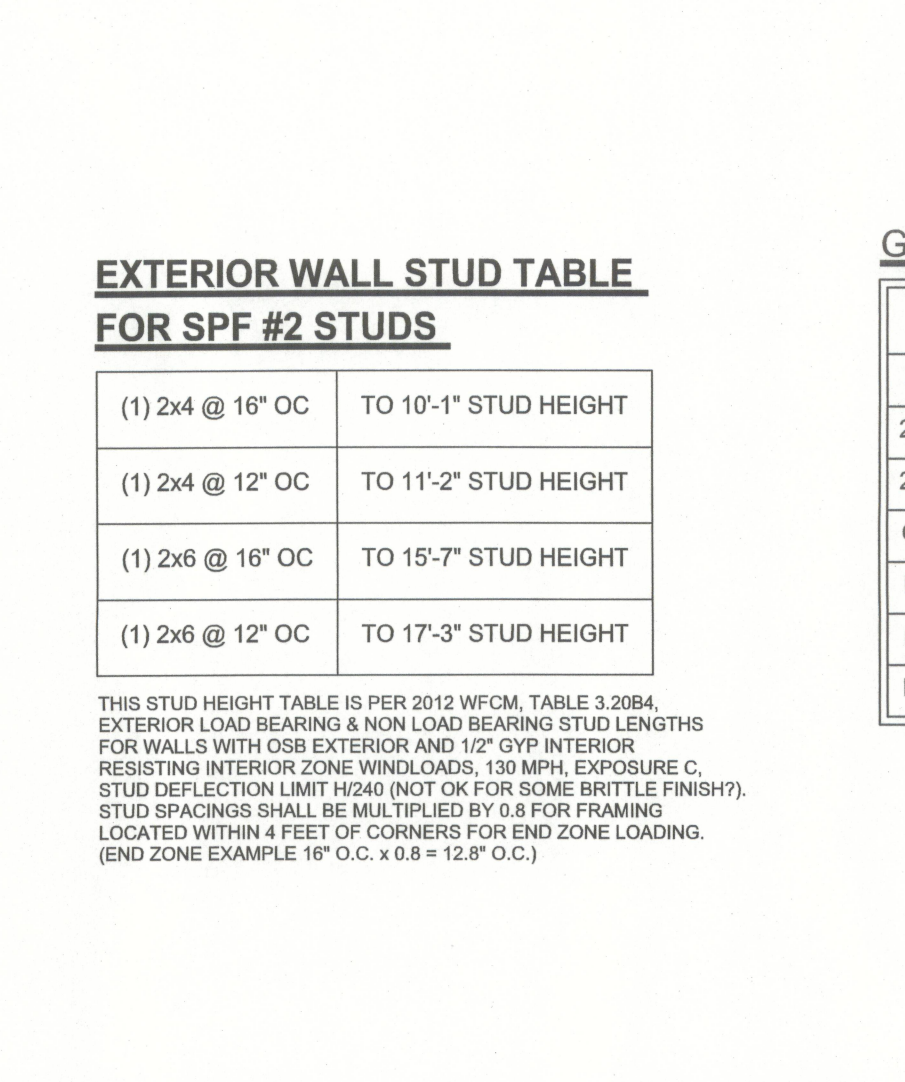 EXTERIOR WALL STUD TABLE
FOR SPF #2 STUDS
(1) 2x4 @ 16" OC TO 10'-1" STUD HEIGHT
(1) 2x4 @ 12" OC TO 11'-2" STUD HEIGHT
(1) 2x6 @ 16" OC TO 15'-7" STUD HEIGHT
(1) 2x6 @ 12" OC TO 17'-3" STUD HEIGHT
THIS STUD HEIGHT TABLE IS PER 2012 WFCM, TABLE 3.20B4,
EXTERIOR LOAD BEARING & NON LOAD BEARING STUD LENGTHS
FOR WALLS WITH OSB EXTERIOR AND 1/2" GYP INTERIOR
RESISTING INTERIOR ZONE WINDLOADS, 130 MPH, EXPOSURE C,
STUD DEFLECTION LIMIT H/240 (NOT OK FOR SOME BRITTLE FINISH?).
STUD SPACINGS SHALL BE MULTIPLIED BY 0.8 FOR FRAMING
LOCATED WITHIN 4 FEET OF CORNERS FOR END ZONE LOADING.
(END ZONE EXAMPLE 16" O.C. x 0.8 = 12.8" O.C.)